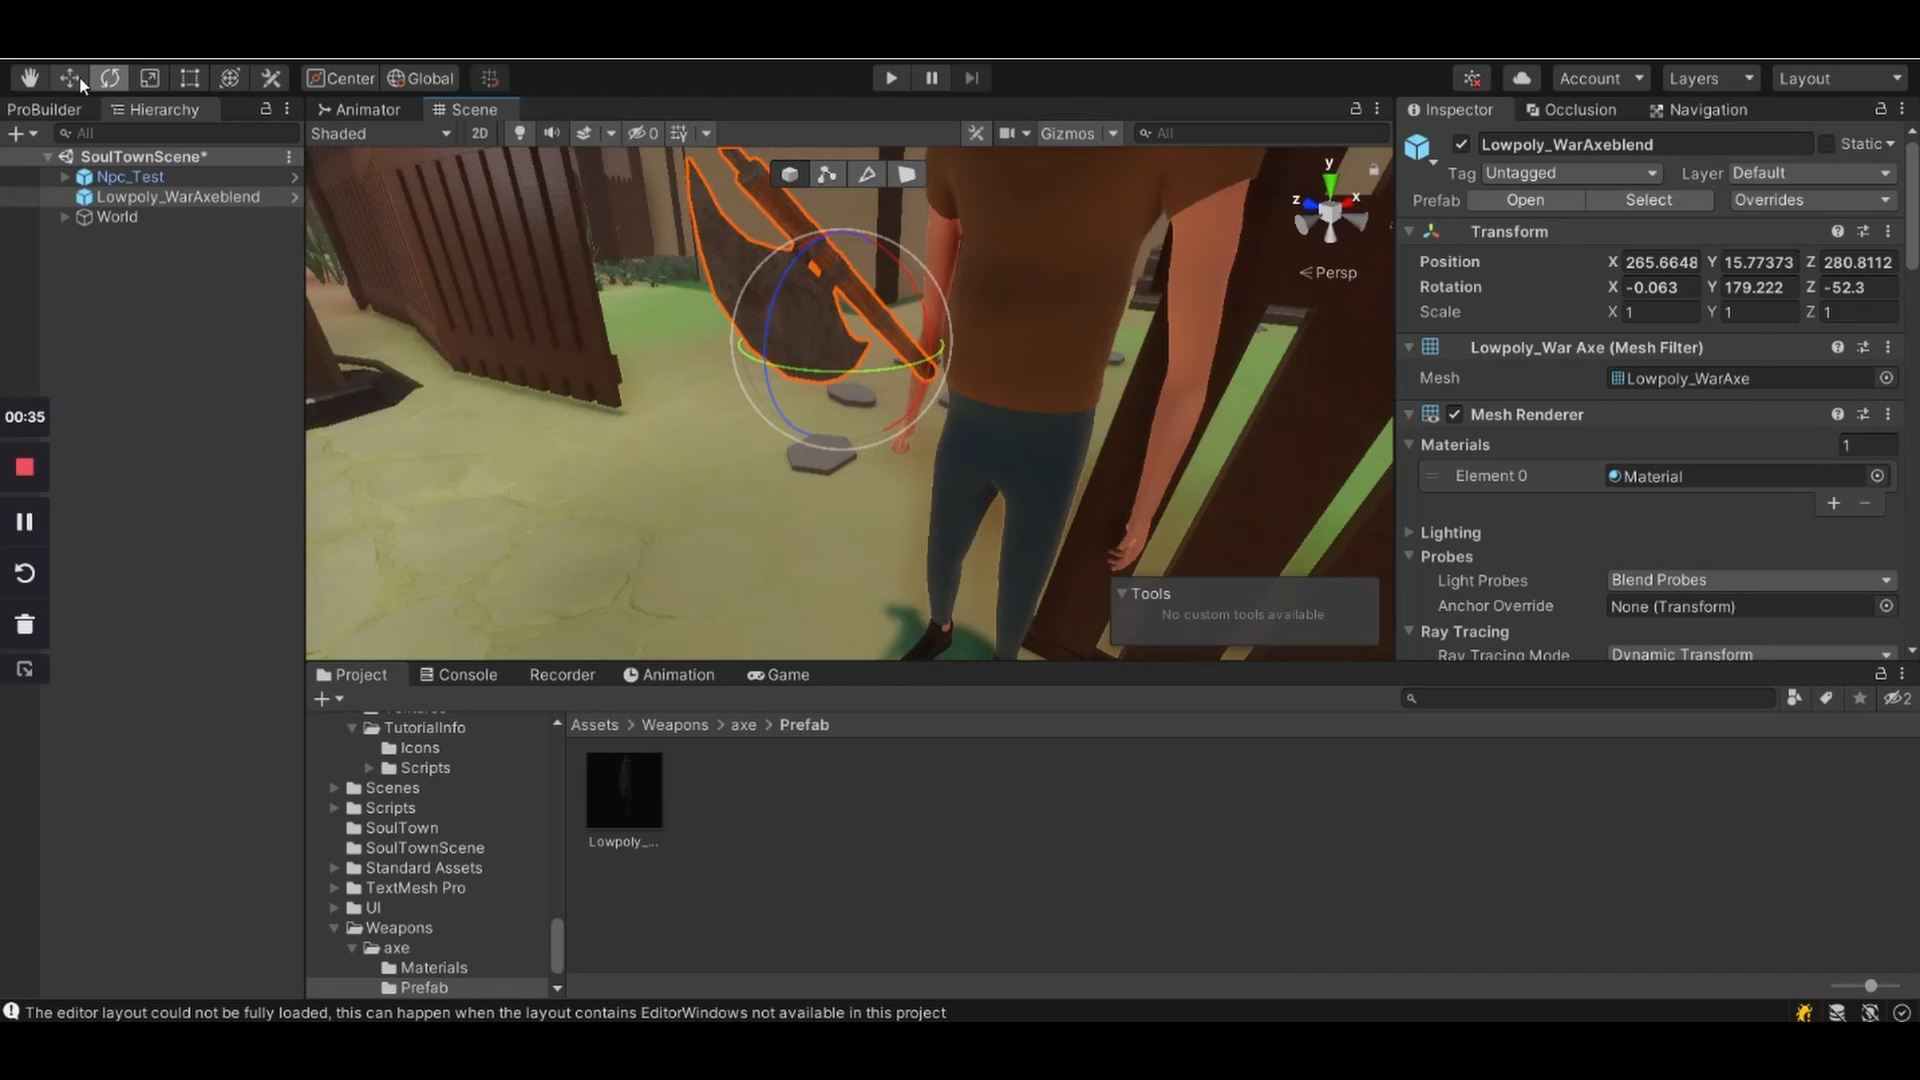 Center Global
Account Layers Layout
ProBuilder Hierarchy
Animator Scene
Inspector Occlusion Navigation
All
Shaded 2D 0 Gizmos All
SoulTownScene*
Npc_Test
Lowpoly_WarAxeblend
World
y
z x
Persp
Tools
No custom tools available
Lowpoly_WarAxeblend Static
Tag Untagged Layer Default
Prefab Open Select Overrides
Transform
Position X 265.6648 Y 15.77373 Z 280.8112
Rotation X -0.063 Y 179.222 Z -52.3
Scale X 1 Y 1 Z 1
Lowpoly_War Axe (Mesh Filter)
Mesh Lowpoly_WarAxe
Mesh Renderer
Materials 1
Element 0 Material
Lighting
Probes
Light Probes Blend Probes
Anchor Override None (Transform)
Ray Tracing
Ray Tracing Mode Dynamic Transform
00:35
Project Console Recorder Animation Game
2
TutorialInfo
Icons
Scripts
Scenes
Scripts
SoulTown
SoulTownScene
Standard Assets
TextMesh Pro
UI
Weapons
axe
Materials
Prefab
Assets > Weapons > axe > Prefab
Lowpoly_...
The editor layout could not be fully loaded, this can happen when the layout contains EditorWindows not available in this project